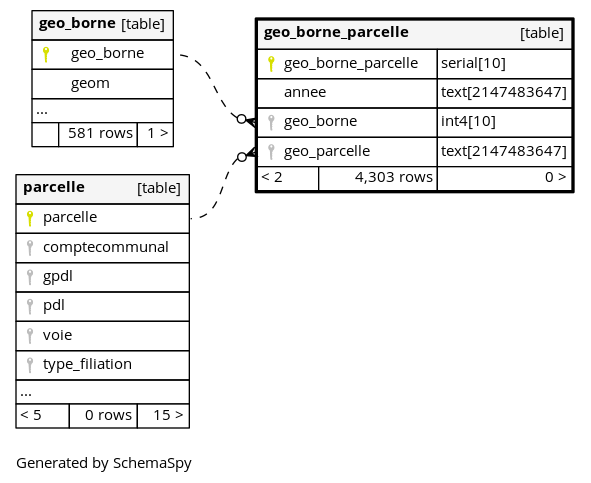 geo_borne [table]
geo_borne
geom
...
581 rows 1 >
geo_borne_parcelle [table]
geo_borne_parcelle serial[10]
annee text[2147483647]
geo_borne int4[10]
geo_parcelle text[2147483647]
< 2 4,303 rows 0 >
parcelle [table]
parcelle
comptecommunal
gpdl
pdl
voie
type_filiation
...
< 5 0 rows 15 >
Generated by SchemaSpy